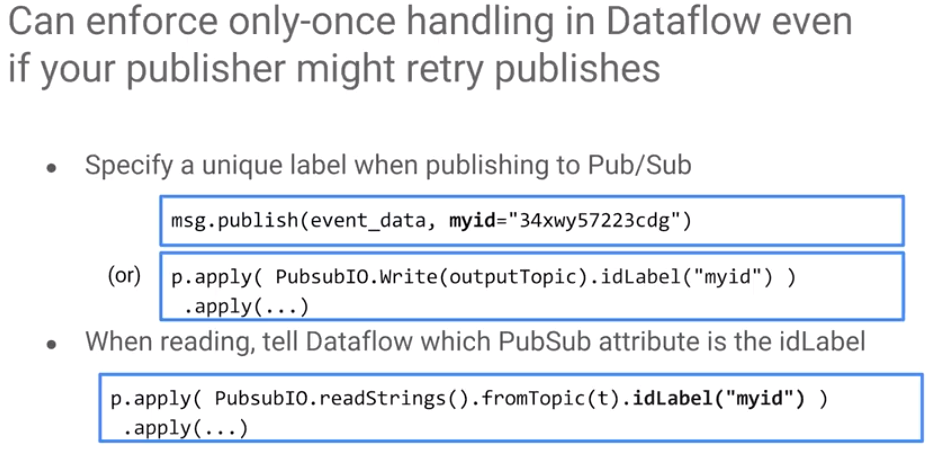 Can enforce only-once handling in Dataflow even
if your publisher might retry publishes
• Specify a unique label when publishing to Pub/Sub
msg.publish(event_data, myid="34xwy57223cdg")
(or) p.apply( PubsubIO.Write(outputTopic).idLabel("myid") )
.apply(...)
• When reading, tell Dataflow which PubSub attribute is the idLabel
p.apply( PubsubIO.readStrings().fromTopic(t).idLabel("myid") )
.apply(...)